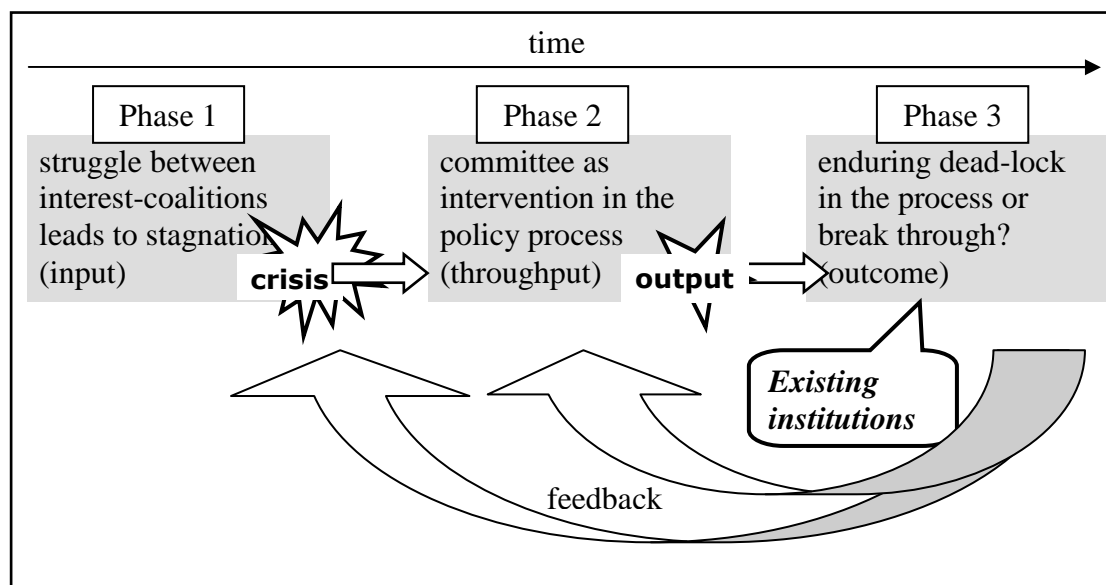 time
Phase 1
struggle between
interest-coalitions
leads to stagnation
(input)
crisis
Phase 2
committee as
intervention in the
policy process
(throughput)
output
Phase 3
enduring dead-lock
in the process or
break through?
(outcome)
Existing
institutions
feedback